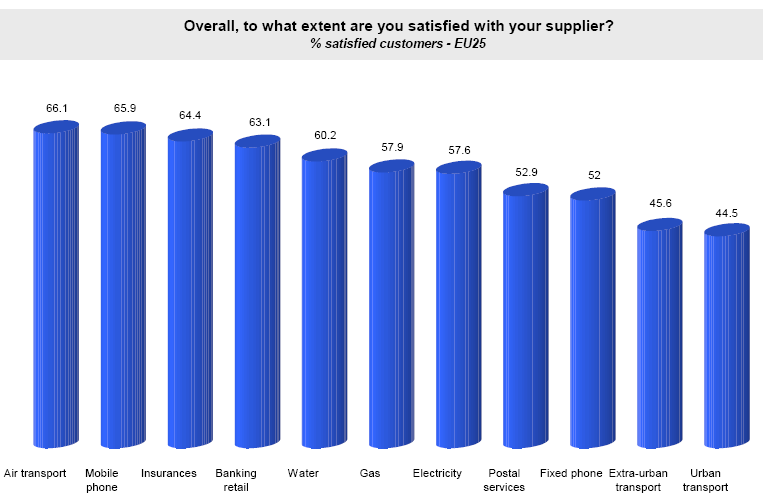 Overall, to what extent are you satisfied with your supplier?
% satisfied customers - EU25
66.1
65.9
64.4
63.1
60.2
57.9
57.6
52.9
52
45.6
44.5
Air transport
Mobile
phone
Insurances
Banking
retail
Water
Gas
Electricity
Postal
services
Fixed phone
Extra-urban
transport
Urban
transport